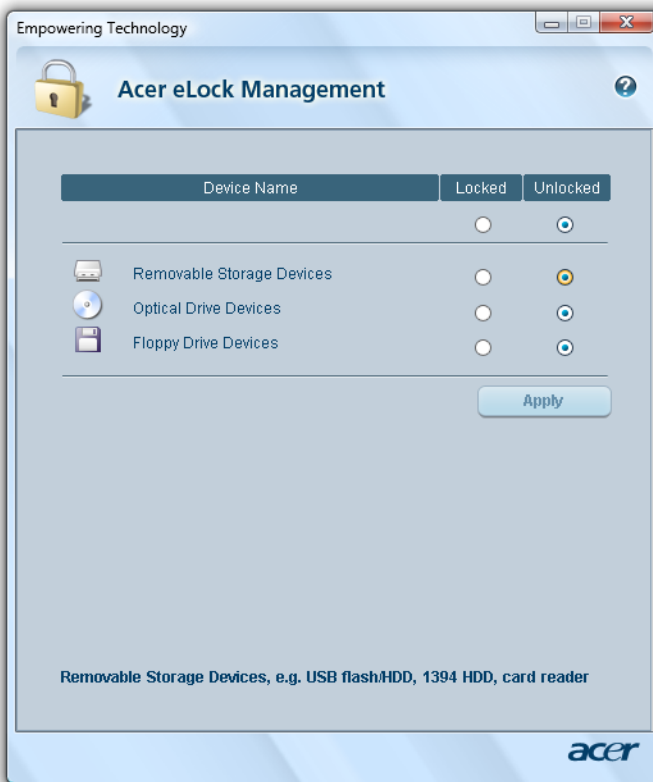 Empowering Technology
Acer eLock Management
Device Name Locked Unlocked
Removable Storage Devices
Optical Drive Devices
Floppy Drive Devices
Apply
Removable Storage Devices, e.g. USB flash/HDD, 1394 HDD, card reader
acer